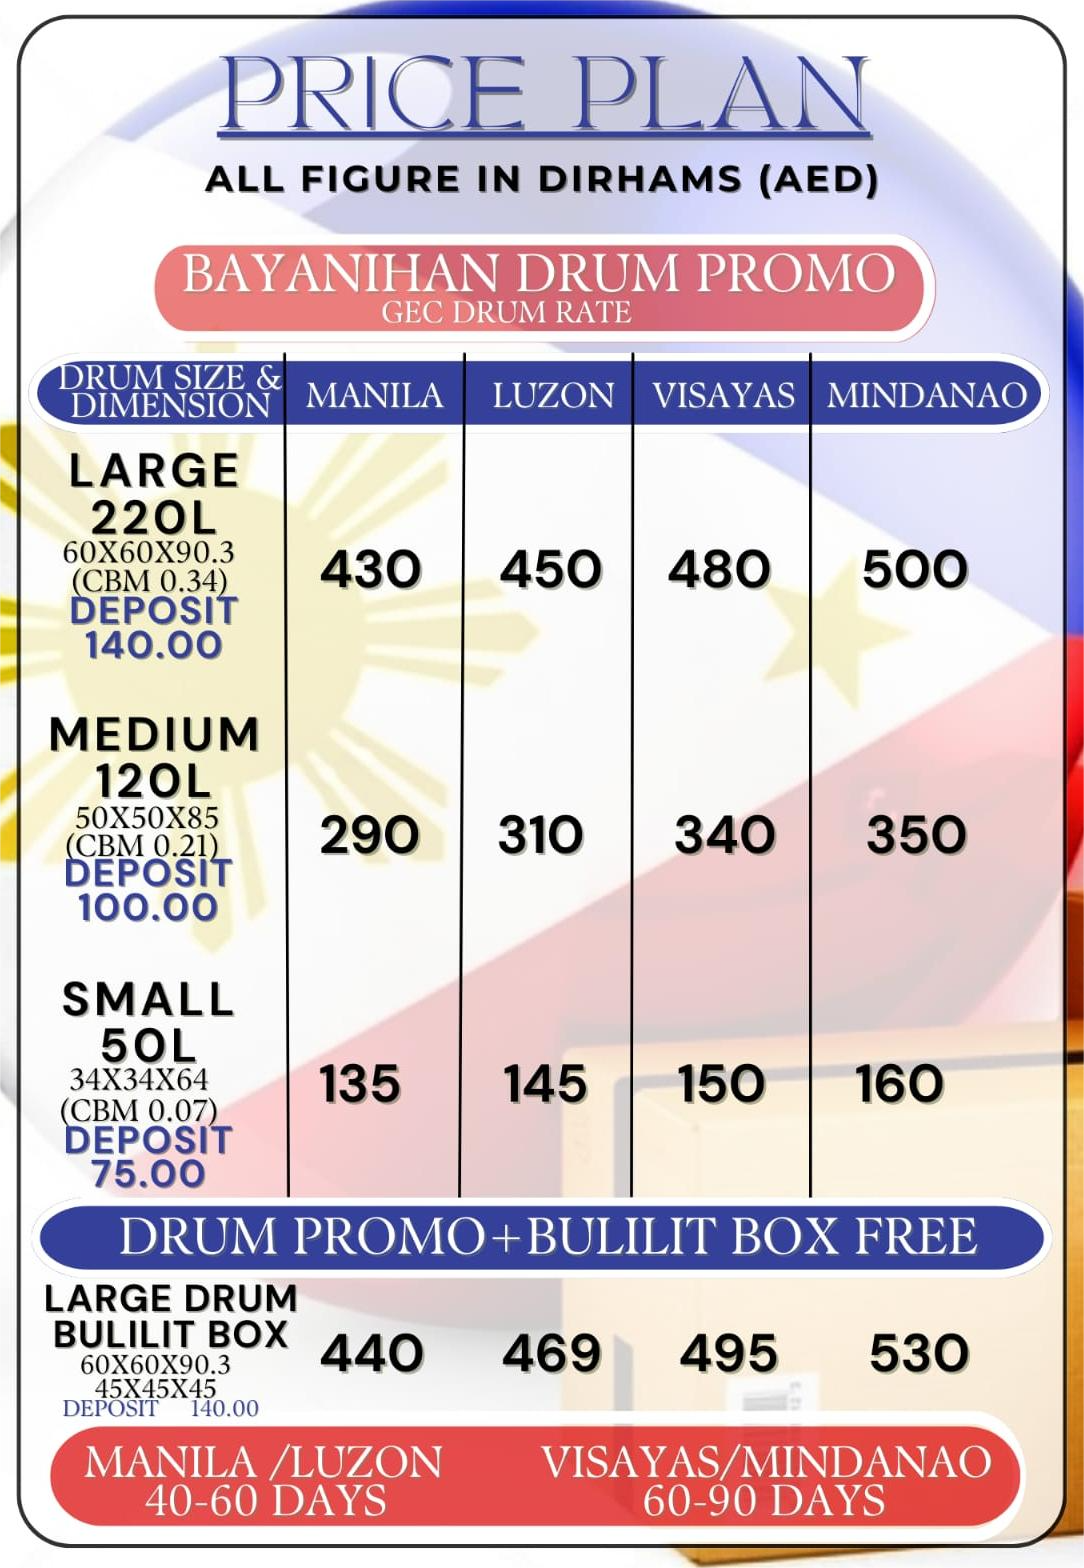 PRICE PLAN
ALL FIGURE IN DIRHAMS (AED)
BAYANIHAN DRUM PROMO
GEC DRUM RATE
DRUM SIZE &
DIMENSION
MANILA
LUZON
VISAYAS
MINDANAO
LARGE
220L
60X60X90.3
(CBM 0.34)
DEPOSIT
140.00
430
450
480
500
MEDIUM
120L
50X50X85
(CBM 0.21)
DEPOSIT
100.00
290
310
340
350
SMALL
50L
34X34X64
(CBM 0.07)
DEPOSIT
75.00
135
145
150
160
DRUM PROMO+BULILIT BOX FREE
LARGE DRUM
BULILIT BOX
60X60X90.3
45X45X45
DEPOSIT 140.00
440
469
495
530
MANILA /LUZON
40-60 DAYS
VISAYAS/MINDANAO
60-90 DAYS